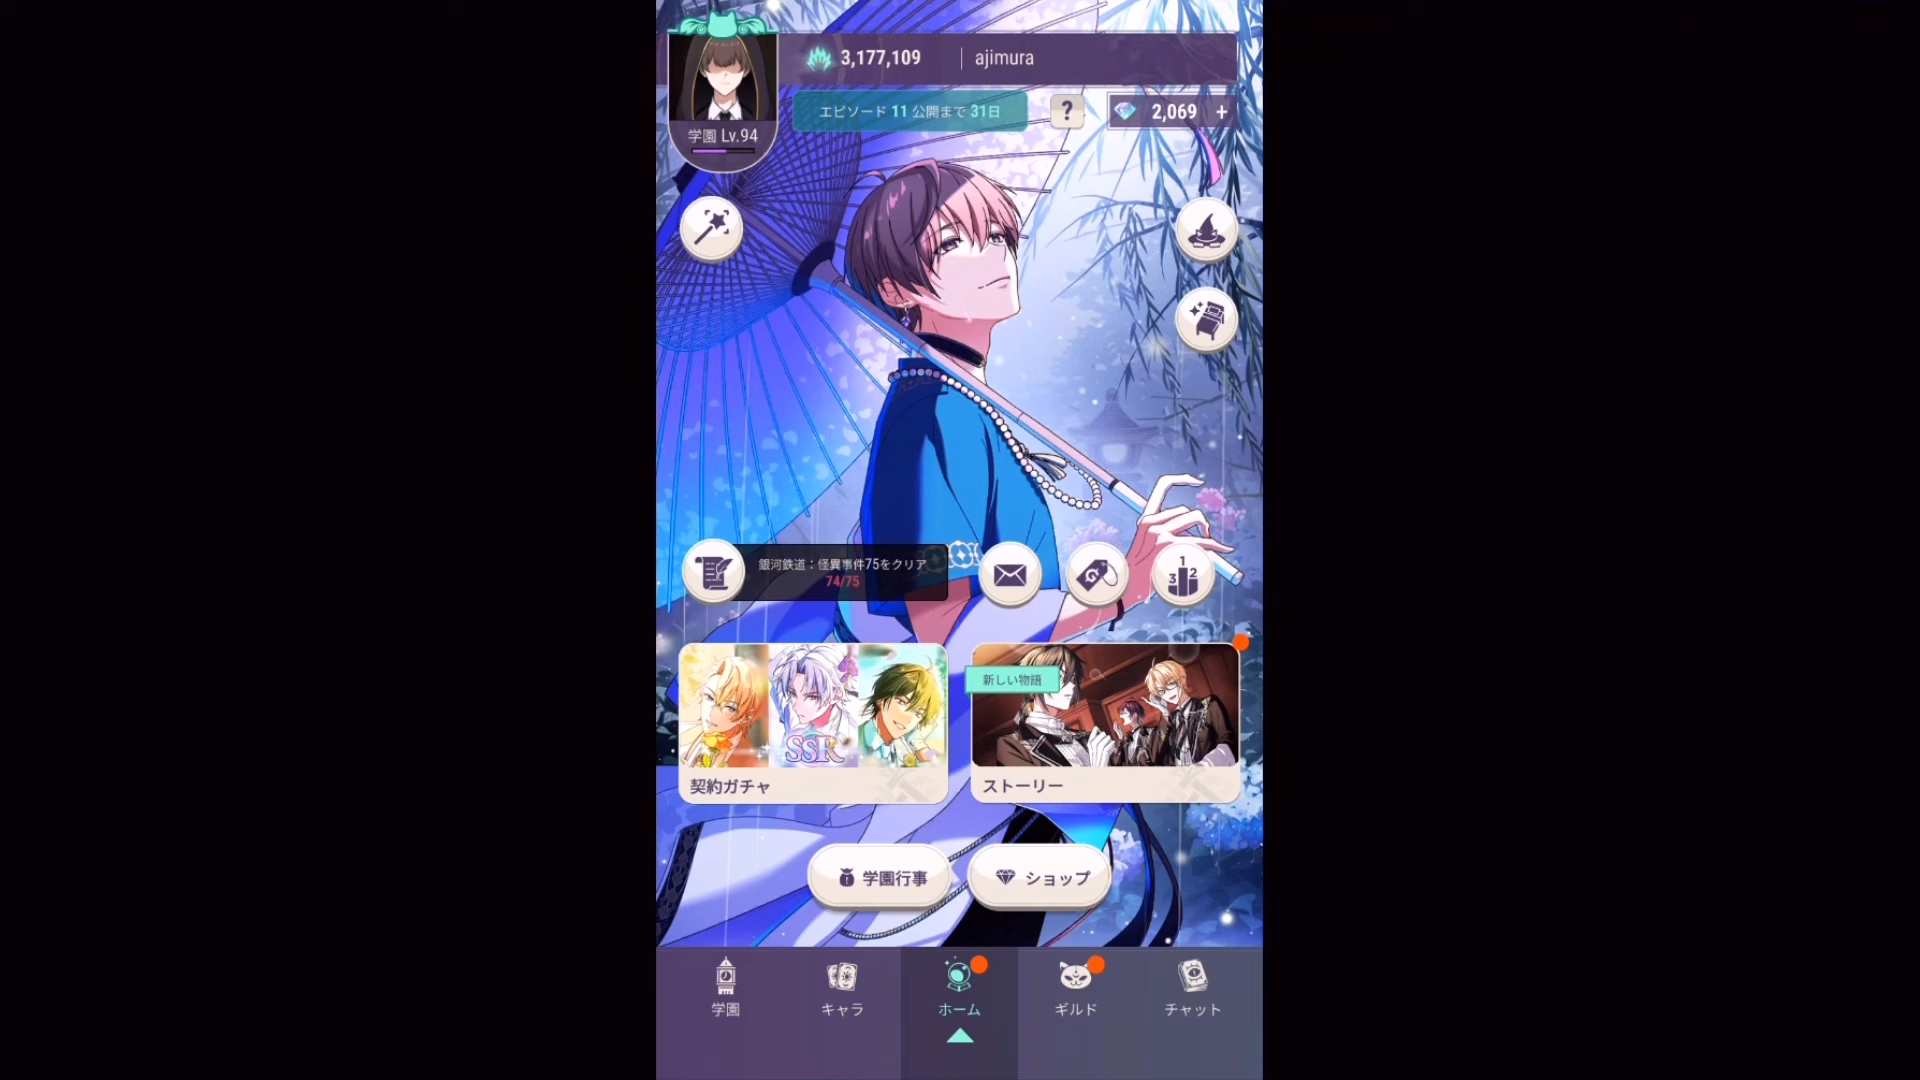 3,177,109
ajimura
エピソード 11 公開まで 31日
?
2,069 +
学園 Lv.94
銀河鉄道：怪異事件75をクリア
74/75
1
3 2
SSR
新しい物語
契約ガチャ
ストーリー
学園行事
ショップ
学園
キャラ
ホーム
ギルド
チャット